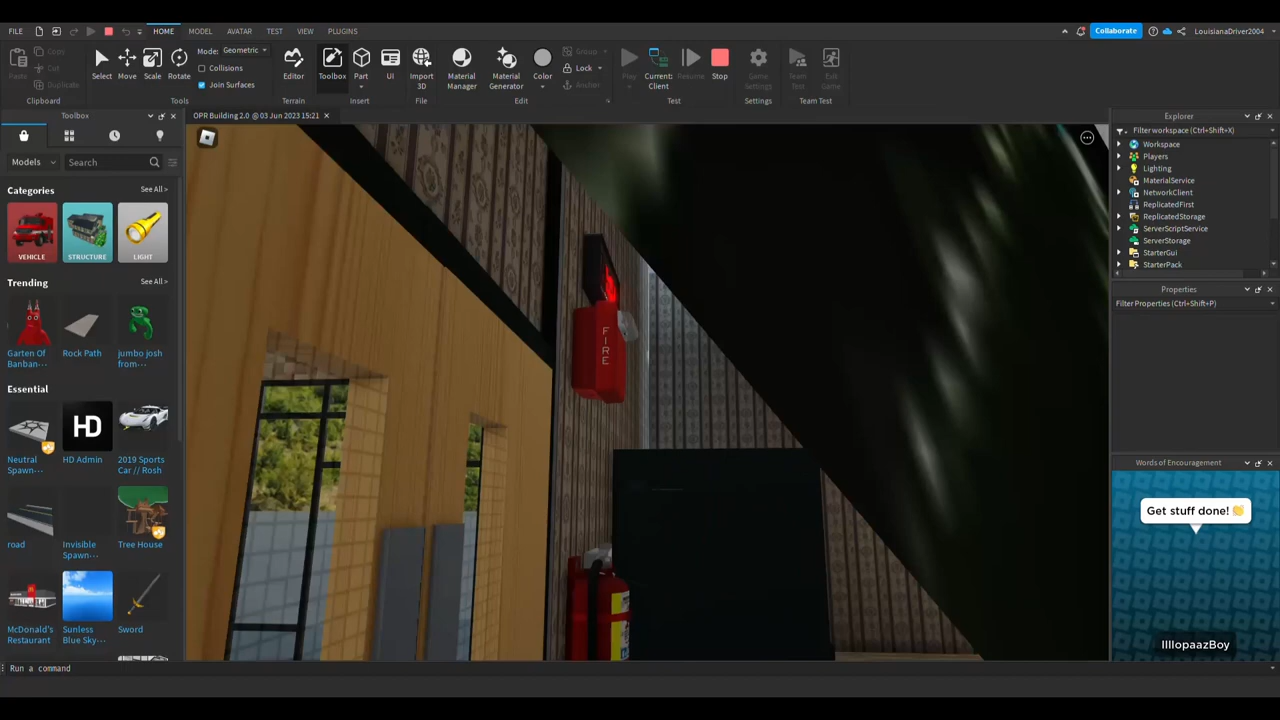 FILE
HOME
MODEL
AVATAR
TEST
VIEW
PLUGINS
Collaborate
LouisianaDriver2004
Paste
Copy
Cut
Duplicate
Clipboard
Select
Move
Scale
Rotate
Mode: Geometric
Collisions
Join Surfaces
Tools
Editor
Terrain
Toolbox
Part
UI
Insert
Import
3D
File
Material
Manager
Material
Generator
Color
Group
Lock
Anchor
Edit
Play
Current:
Client
Resume
Stop
Test
Game
Settings
Settings
Team
Test
Exit
Game
Team Test
Toolbox
OPR Building 2.0 @ 03 Jun 2023 15:21
Models
Search
Categories
See All >
VEHICLE
STRUCTURE
LIGHT
Trending
See All >
Garten Of
Banban...
Rock Path
jumbo josh
from...
Essential
See All >
HD
Neutral
Spawn...
HD Admin
2019 Sports
Car // Rosh
road
Invisible
Spawn...
Tree House
McDonald's
Restaurant
Sunless
Blue Sky...
Sword
FIRE
Explorer
Filter workspace (Ctrl+Shift+X)
Workspace
Players
Lighting
MaterialService
NetworkClient
ReplicatedFirst
ReplicatedStorage
ServerScriptService
ServerStorage
StarterGui
StarterPack
Properties
Filter Properties (Ctrl+Shift+P)
Words of Encouragement
Get stuff done! 👏
Run a command